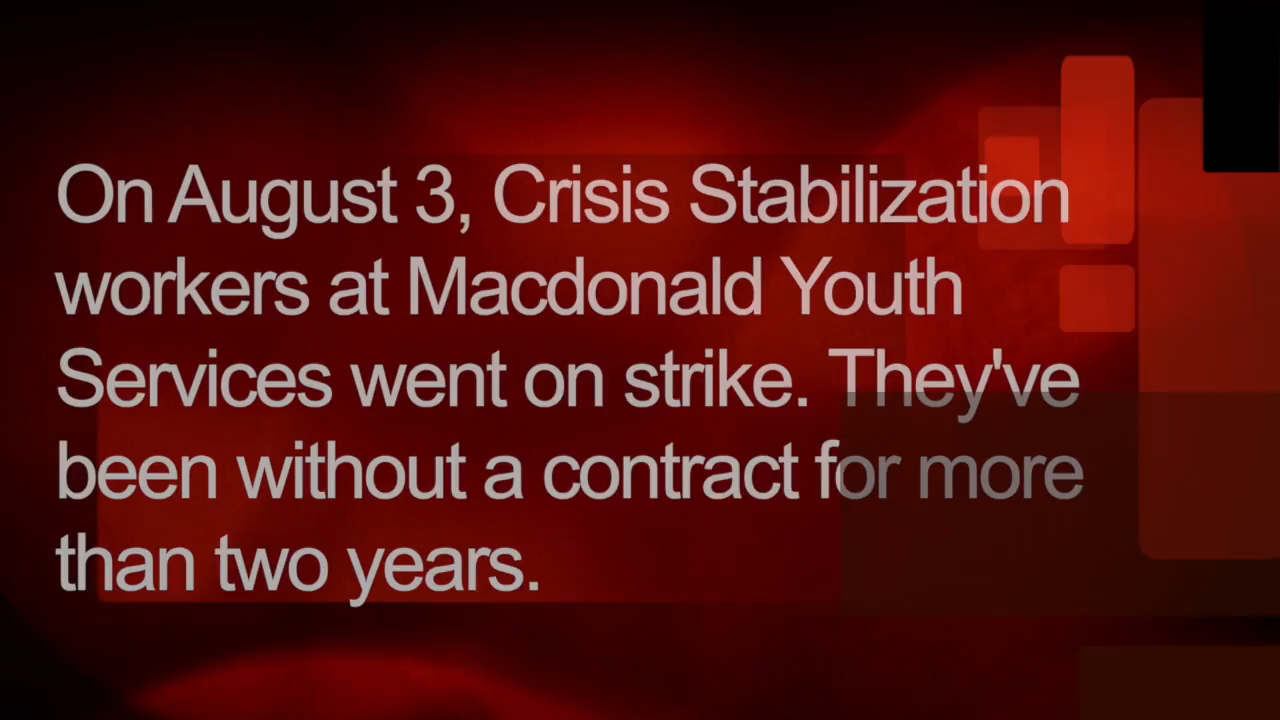 On August 3, Crisis Stabilization
workers at Macdonald Youth
Services went on strike. They've
been without a contract for more
than two years.